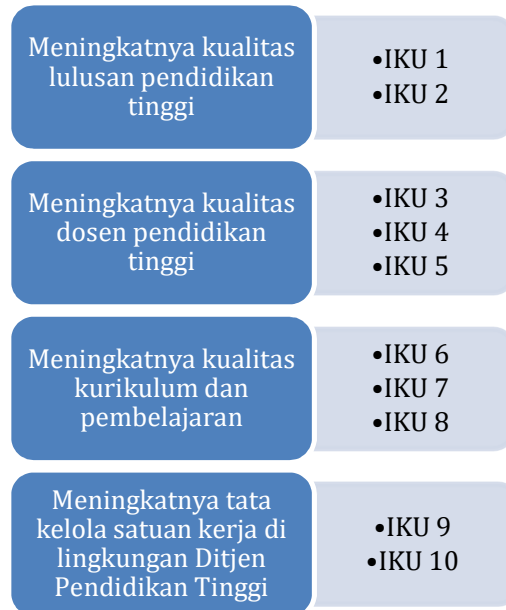 Meningkatnya kualitas
lulusan pendidikan
tinggi
•IKU 1
•IKU 2
Meningkatnya kualitas
dosen pendidikan
tinggi
•IKU 3
•IKU 4
•IKU 5
Meningkatnya kualitas
kurikulum dan
pembelajaran
•IKU 6
•IKU 7
•IKU 8
Meningkatnya tata
kelola satuan kerja di
lingkungan Ditjen
Pendidikan Tinggi
•IKU 9
•IKU 10